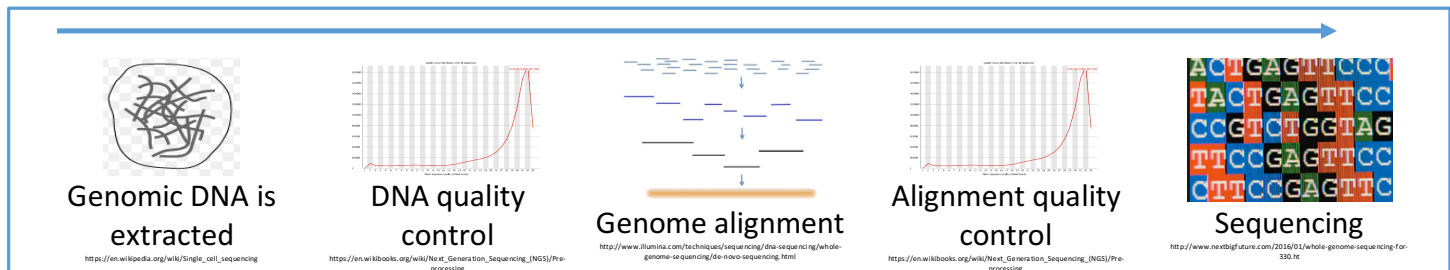 Genomic DNA is
extracted
https://en.wikipedia.org/wiki/Single_cell_sequencing
DNA quality
control
https://en.wikibooks.org/wiki/Next_Generation_Sequencing_(NGS)/Pre-
processing
Genome alignment
http://www.illumina.com/techniques/sequencing/dna-sequencing/whole-
genome-sequencing/de-novo-sequencing.html
Alignment quality
control
https://en.wikibooks.org/wiki/Next_Generation_Sequencing_(NGS)/Pre-
processing
ACTGAGTTCCC
TACTGAGTTCC
CCGTCTGGTAG
TTCCGAGTTCC
CTTCCGAGTTC
Sequencing
http://www.nextbigfuture.com/2016/01/whole-genome-sequencing-for-
330.ht